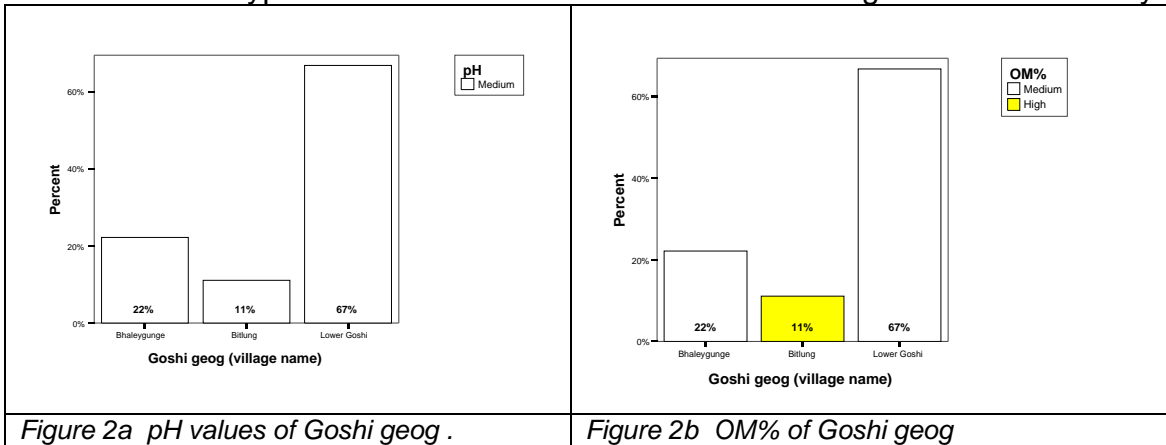 pH
Medium
60%
40%
20%
0%
Percent
22%
11%
67%
Bhaleygunge
Bitlung
Lower Goshi
Goshi geog (village name)
Figure 2a pH values of Goshi geog .
OM%
Medium
High
60%
40%
20%
0%
Percent
22%
11%
67%
Bhaleygunge
Bitlung
Lower Goshi
Goshi geog (village name)
Figure 2b OM% of Goshi geog